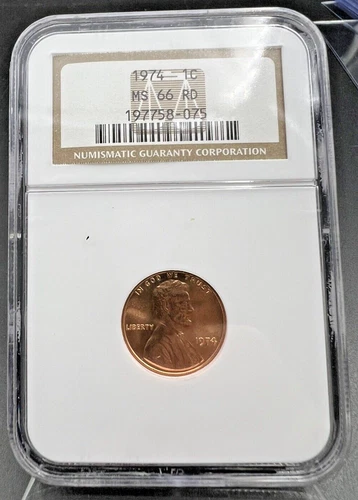 1974 1C
MS 66 RD
197758-075
NUMISMATIC GUARANTY CORPORATION
IN GOD WE TRUST
LIBERTY
1974